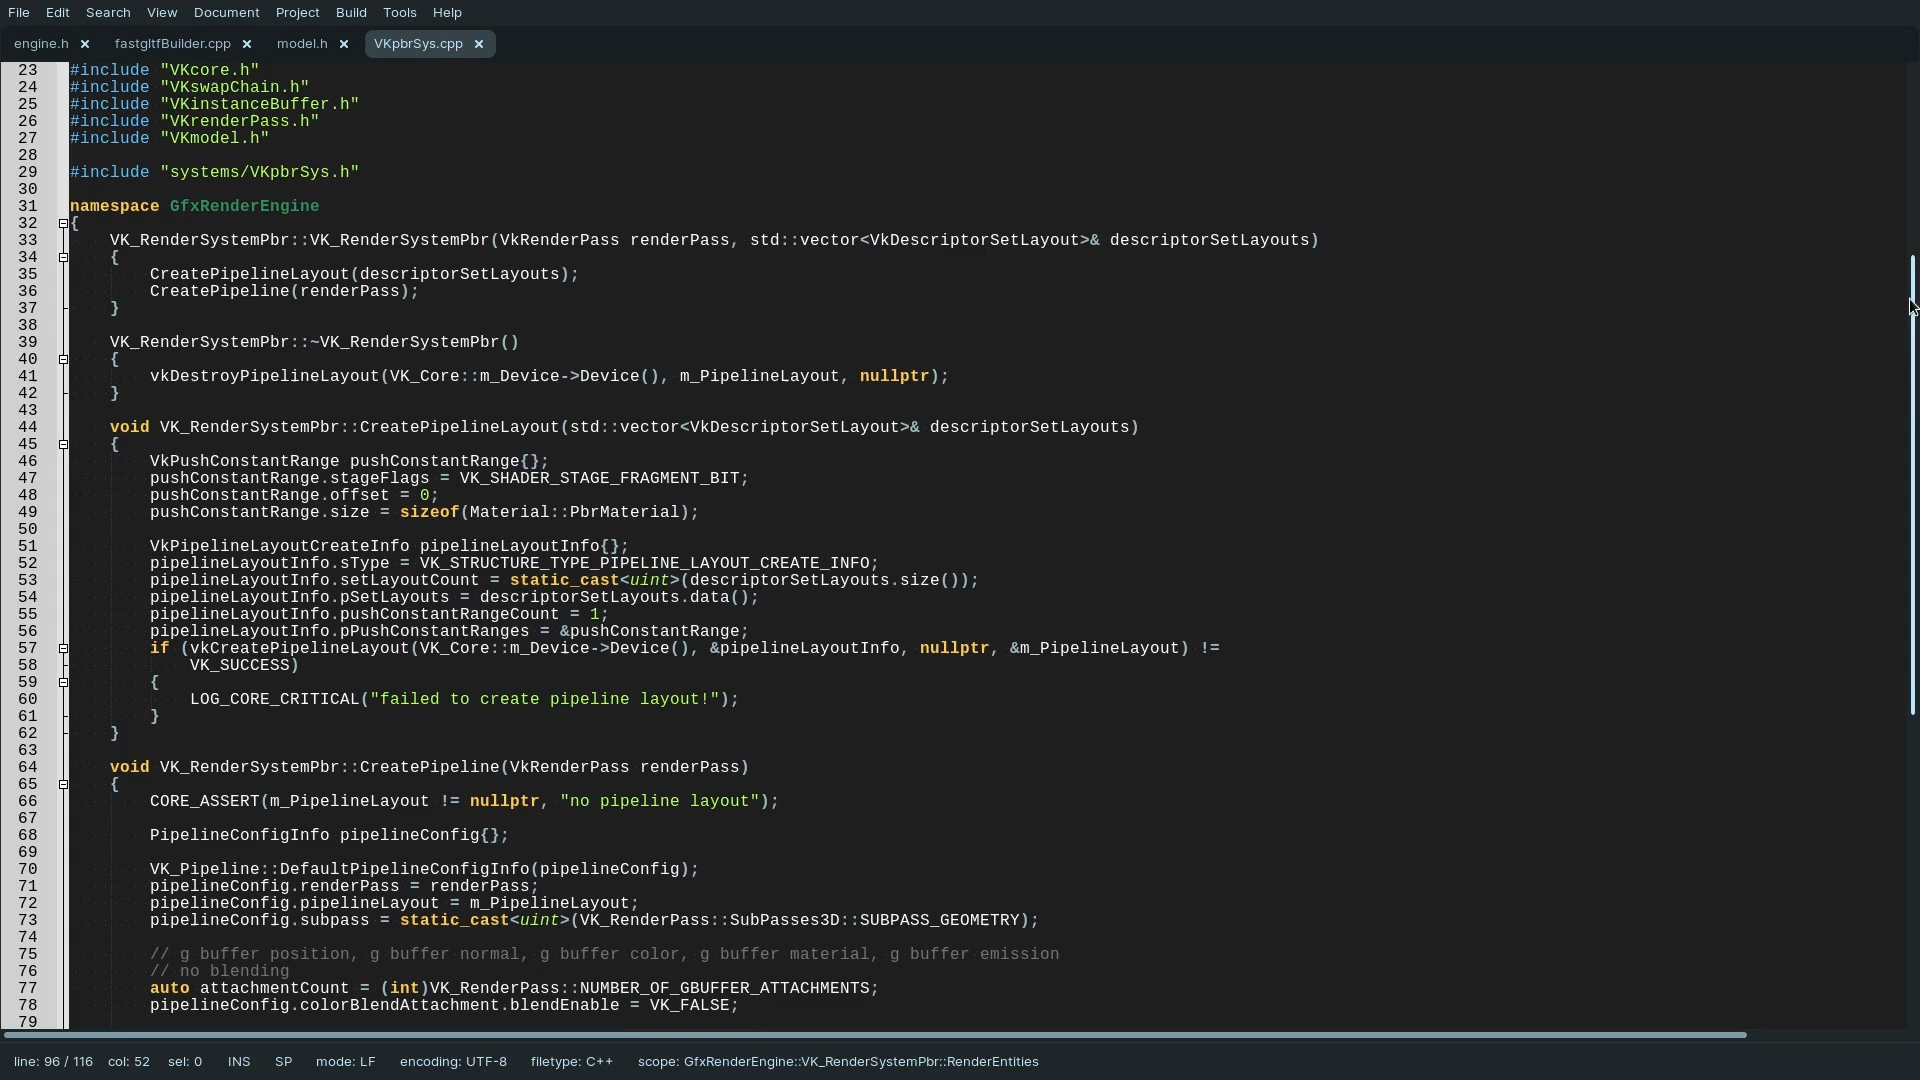 File Edit Search View Document Project Build Tools Help
engine.h × fastgltfBuilder.cpp × model.h × VKpbrSys.cpp ×
23 #include "VKcore.h"
24 #include "VKswapChain.h"
25 #include "VKinstanceBuffer.h"
26 #include "VKrenderPass.h"
27 #include "VKmodel.h"
28
29 #include "systems/VKpbrSys.h"
30
31 namespace GfxRenderEngine
32 {
33     VK_RenderSystemPbr::VK_RenderSystemPbr(VkRenderPass renderPass, std::vector<VkDescriptorSetLayout>& descriptorSetLayouts)
34     {
35         CreatePipelineLayout(descriptorSetLayouts);
36         CreatePipeline(renderPass);
37     }
38
39     VK_RenderSystemPbr::~VK_RenderSystemPbr()
40     {
41         vkDestroyPipelineLayout(VK_Core::m_Device->Device(), m_PipelineLayout, nullptr);
42     }
43
44     void VK_RenderSystemPbr::CreatePipelineLayout(std::vector<VkDescriptorSetLayout>& descriptorSetLayouts)
45     {
46         VkPushConstantRange pushConstantRange{};
47         pushConstantRange.stageFlags = VK_SHADER_STAGE_FRAGMENT_BIT;
48         pushConstantRange.offset = 0;
49         pushConstantRange.size = sizeof(Material::PbrMaterial);
50
51         VkPipelineLayoutCreateInfo pipelineLayoutInfo{};
52         pipelineLayoutInfo.sType = VK_STRUCTURE_TYPE_PIPELINE_LAYOUT_CREATE_INFO;
53         pipelineLayoutInfo.setLayoutCount = static_cast<uint>(descriptorSetLayouts.size());
54         pipelineLayoutInfo.pSetLayouts = descriptorSetLayouts.data();
55         pipelineLayoutInfo.pushConstantRangeCount = 1;
56         pipelineLayoutInfo.pPushConstantRanges = &pushConstantRange;
57         if (vkCreatePipelineLayout(VK_Core::m_Device->Device(), &pipelineLayoutInfo, nullptr, &m_PipelineLayout) !=
58             VK_SUCCESS)
59         {
60             LOG_CORE_CRITICAL("failed to create pipeline layout!");
61         }
62     }
63
64     void VK_RenderSystemPbr::CreatePipeline(VkRenderPass renderPass)
65     {
66         CORE_ASSERT(m_PipelineLayout != nullptr, "no pipeline layout");
67
68         PipelineConfigInfo pipelineConfig{};
69
70         VK_Pipeline::DefaultPipelineConfigInfo(pipelineConfig);
71         pipelineConfig.renderPass = renderPass;
72         pipelineConfig.pipelineLayout = m_PipelineLayout;
73         pipelineConfig.subpass = static_cast<uint>(VK_RenderPass::SubPasses3D::SUBPASS_GEOMETRY);
74
75         // g buffer position, g buffer normal, g buffer color, g buffer material, g buffer emission
76         // no blending
77         auto attachmentCount = (int)VK_RenderPass::NUMBER_OF_GBUFFER_ATTACHMENTS;
78         pipelineConfig.colorBlendAttachment.blendEnable = VK_FALSE;
79
line: 96 / 116 col: 52 sel: 0 INS SP mode: LF encoding: UTF-8 filetype: C++ scope: GfxRenderEngine::VK_RenderSystemPbr::RenderEntities